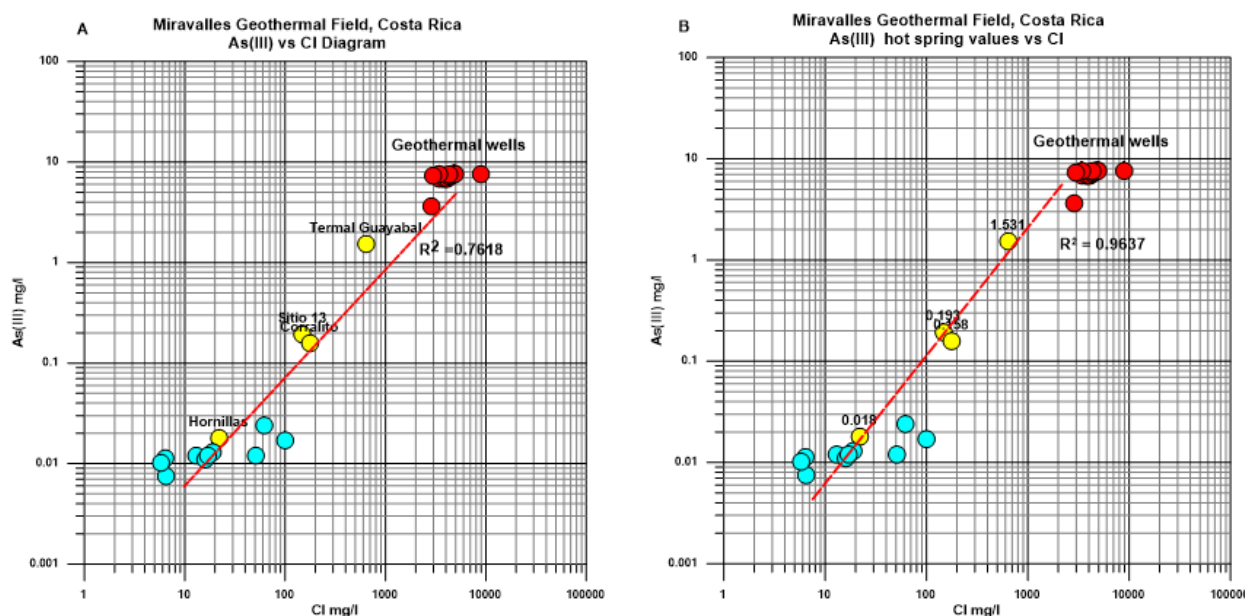 A
Miravalles Geothermal Field, Costa Rica
As(III) vs Cl Diagram
100
10
1
0.1
0.01
0.001
As(III) mg/l
Geothermal wells
Termal Guayabal
R2 =0.7618
Sitio 13
Corralito
Hornillas
1
10
100
1000
10000
100000
Cl mg/l
B
Miravalles Geothermal Field, Costa Rica
As(III) hot spring values vs Cl
100
10
1
0.1
0.01
0.001
As(III) mg/l
Geothermal wells
1.531
R² = 0.9637
0.193
0.158
0.018
1
10
100
1000
10000
100000
Cl mg/l